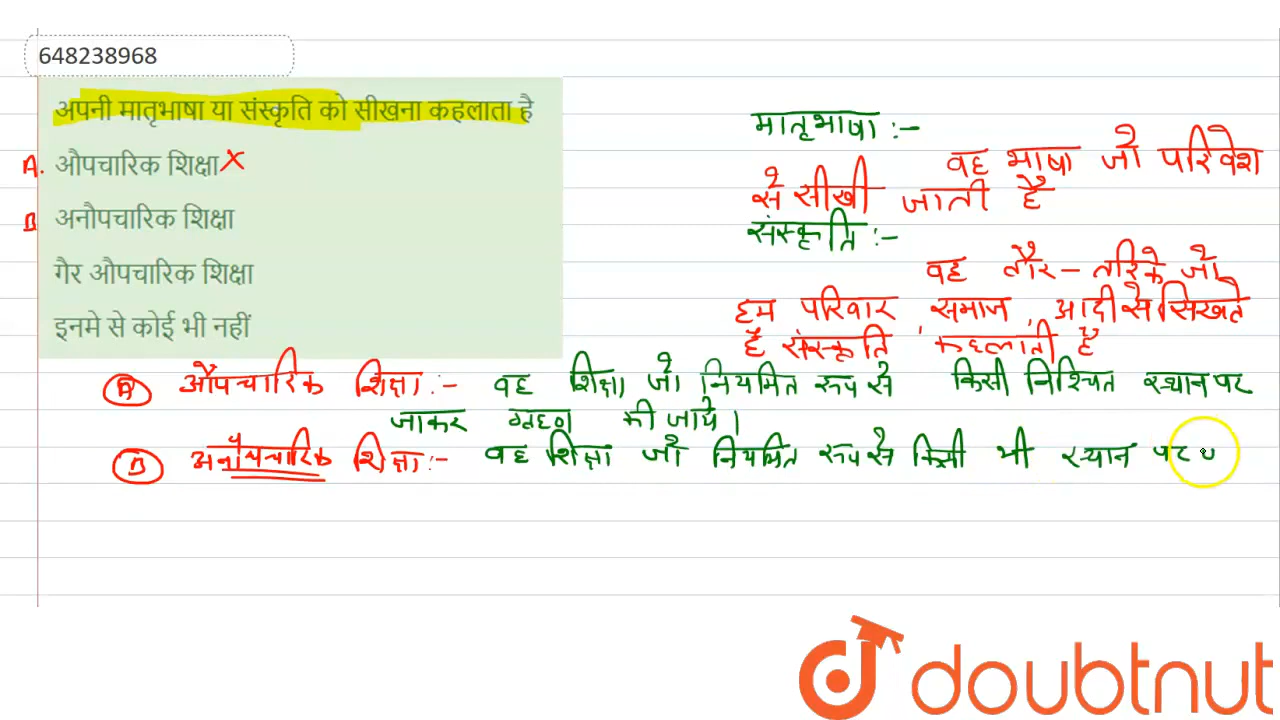 648238968
अपनी मातृभाषा या संस्कृति को सीखना कहलाता है
A. औपचारिक शिक्षा X
B अनौपचारिक शिक्षा
गैर औपचारिक शिक्षा
इनमे से कोई भी नहीं
मातृभाषा :-
वह भाषा जो परिवेश
से सीखी जाती है
संस्कृति :-
वह तौर - तरिके जो
हम परिवार समाज , आदी से सिखते
है संस्कृति कहलाती है
A औपचारिक शिक्षा :- वह शिक्षा जो नियमित रूप से किसी निश्चित स्थान पर
जाकर ग्रहण की जाये ।
B अनौपचारिक शिक्षा :- वह शिक्षा जो नियमित रूप से किसी भी स्थान पर
doubtnut